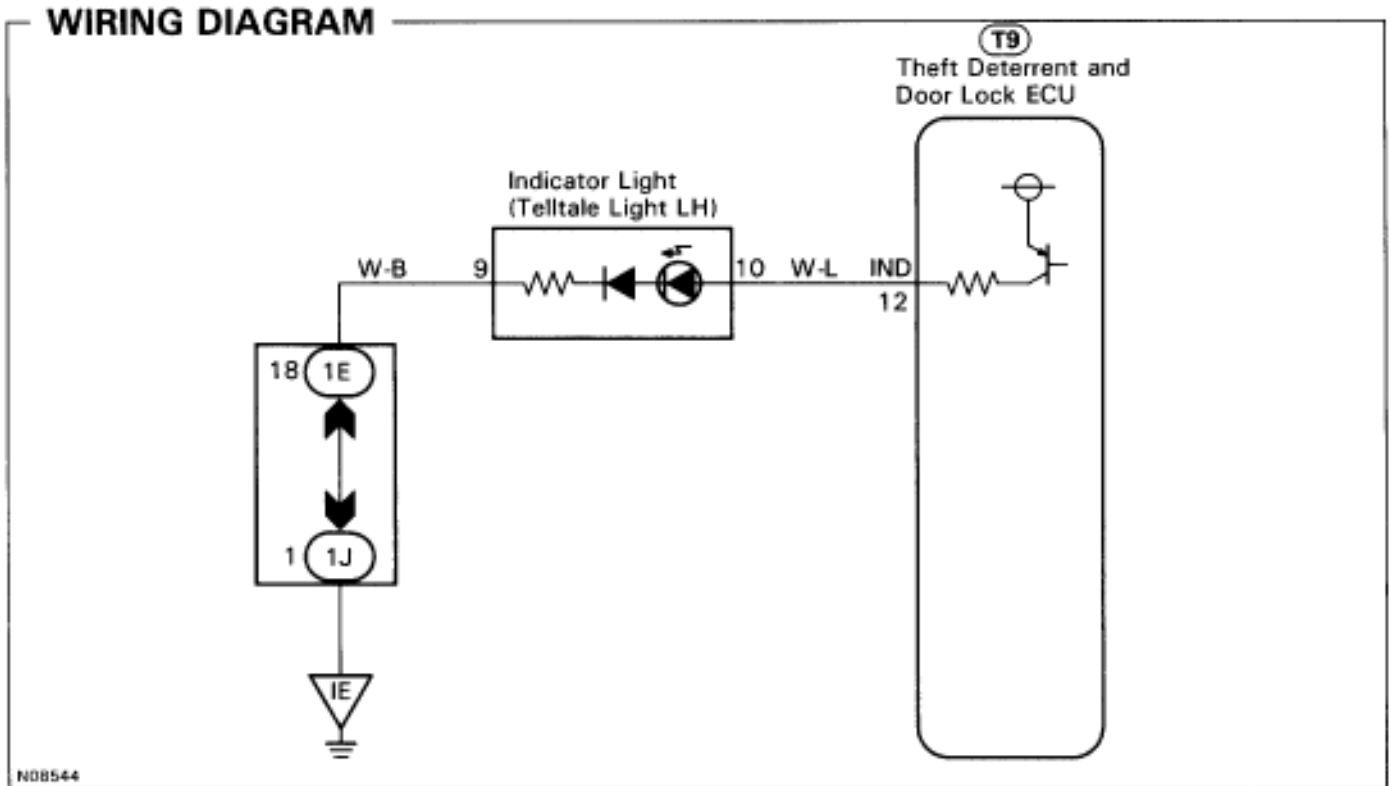 WIRING DIAGRAM
T9
Theft Deterrent and
Door Lock ECU
Indicator Light
(Telltale Light LH)
W-B
9
10
W-L
IND
12
18
1E
1
1J
IE
N08544